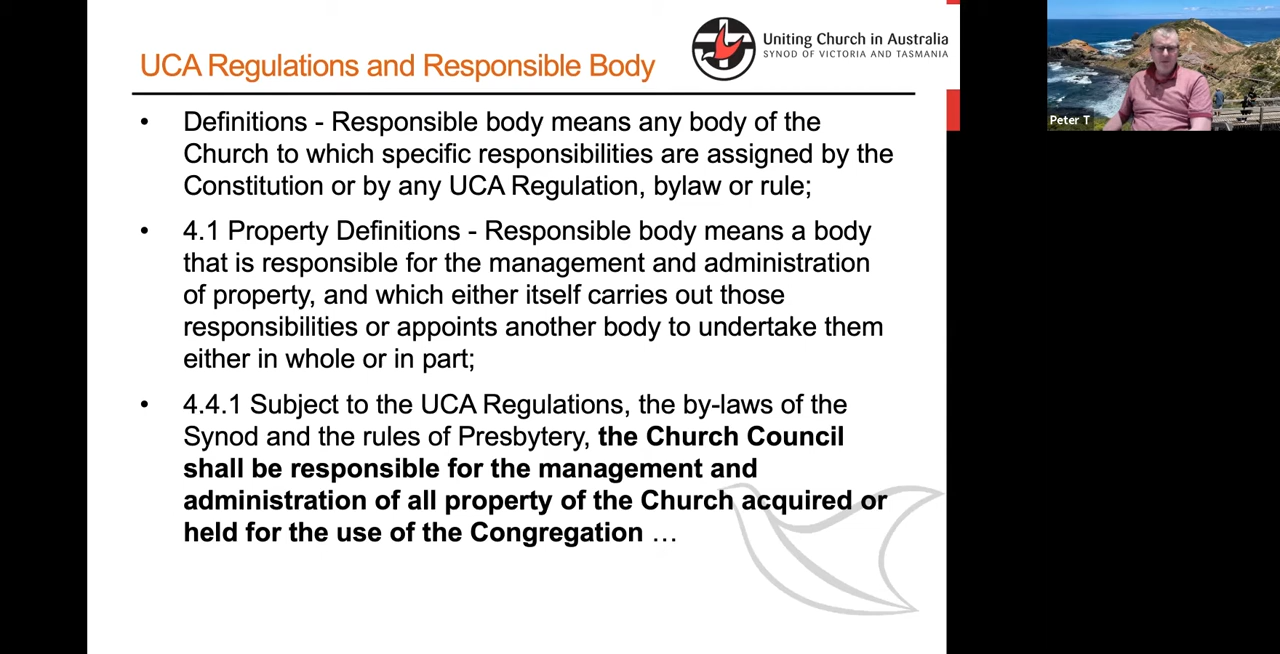 UCA Regulations and Responsible Body
Uniting Church in Australia
SYNOD OF VICTORIA AND TASMANIA
• Definitions - Responsible body means any body of the
Church to which specific responsibilities are assigned by the
Constitution or by any UCA Regulation, bylaw or rule;
• 4.1 Property Definitions - Responsible body means a body
that is responsible for the management and administration
of property, and which either itself carries out those
responsibilities or appoints another body to undertake them
either in whole or in part;
• 4.4.1 Subject to the UCA Regulations, the by-laws of the
Synod and the rules of Presbytery, the Church Council
shall be responsible for the management and
administration of all property of the Church acquired or
held for the use of the Congregation …
Peter T